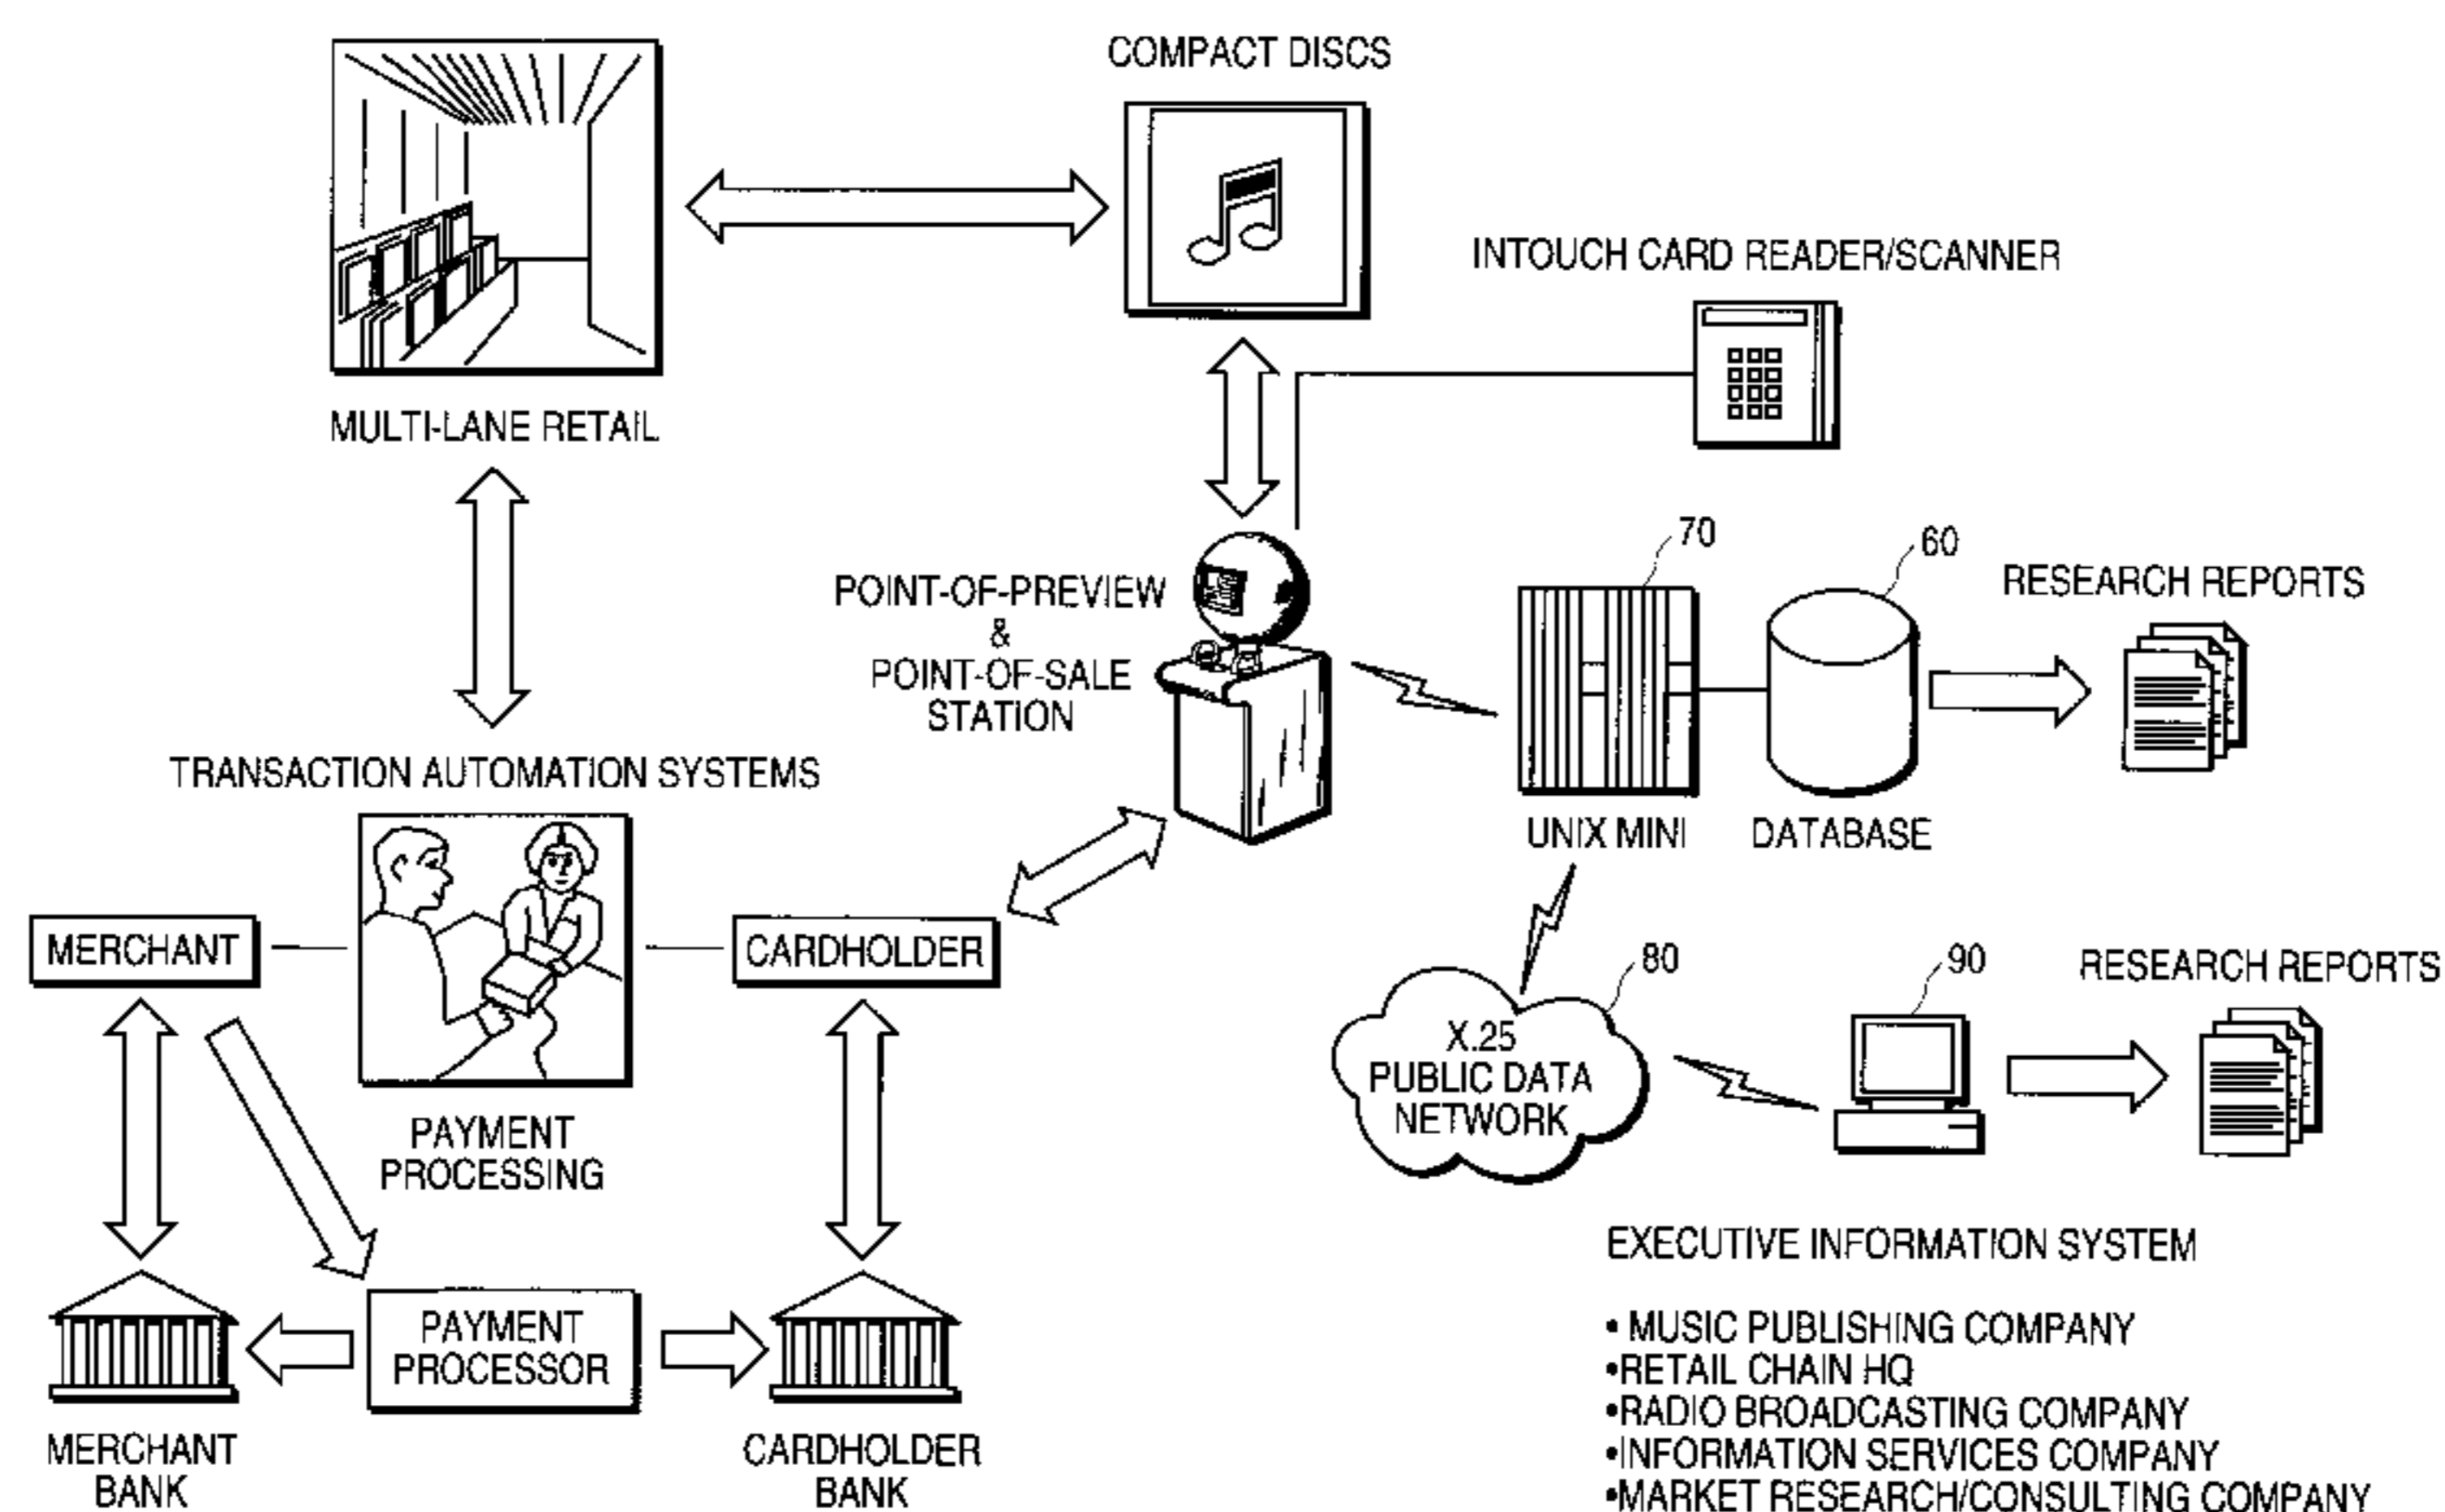 COMPACT DISCS
INTOUCH CARD READER/SCANNER
MULTI-LANE RETAIL
70
60
POINT-OF-PREVIEW
&
POINT-OF-SALE
STATION
RESEARCH REPORTS
TRANSACTION AUTOMATION SYSTEMS
UNIX MINI
DATABASE
MERCHANT
CARDHOLDER
80
90
RESEARCH REPORTS
X.25
PUBLIC DATA
NETWORK
PAYMENT
PROCESSING
PAYMENT
PROCESSOR
MERCHANT
BANK
CARDHOLDER
BANK
EXECUTIVE INFORMATION SYSTEM
• MUSIC PUBLISHING COMPANY
•RETAIL CHAIN HQ
•RADIO BROADCASTING COMPANY
•INFORMATION SERVICES COMPANY
•MARKET RESEARCH/CONSULTING COMPANY